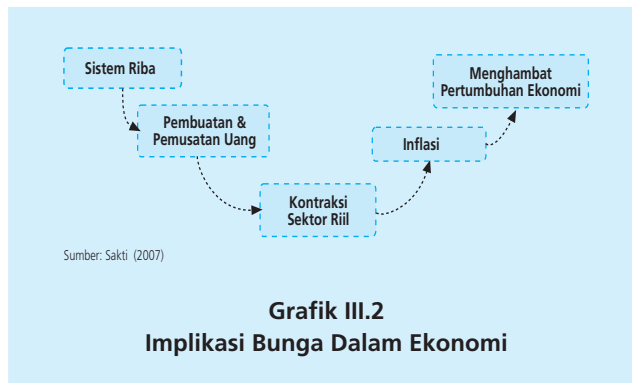 Sistem Riba
Pembuatan &
Pemusatan Uang
Kontraksi
Sektor Riil
Inflasi
Menghambat
Pertumbuhan Ekonomi
Sumber: Sakti (2007)
Grafik III.2
Implikasi Bunga Dalam Ekonomi